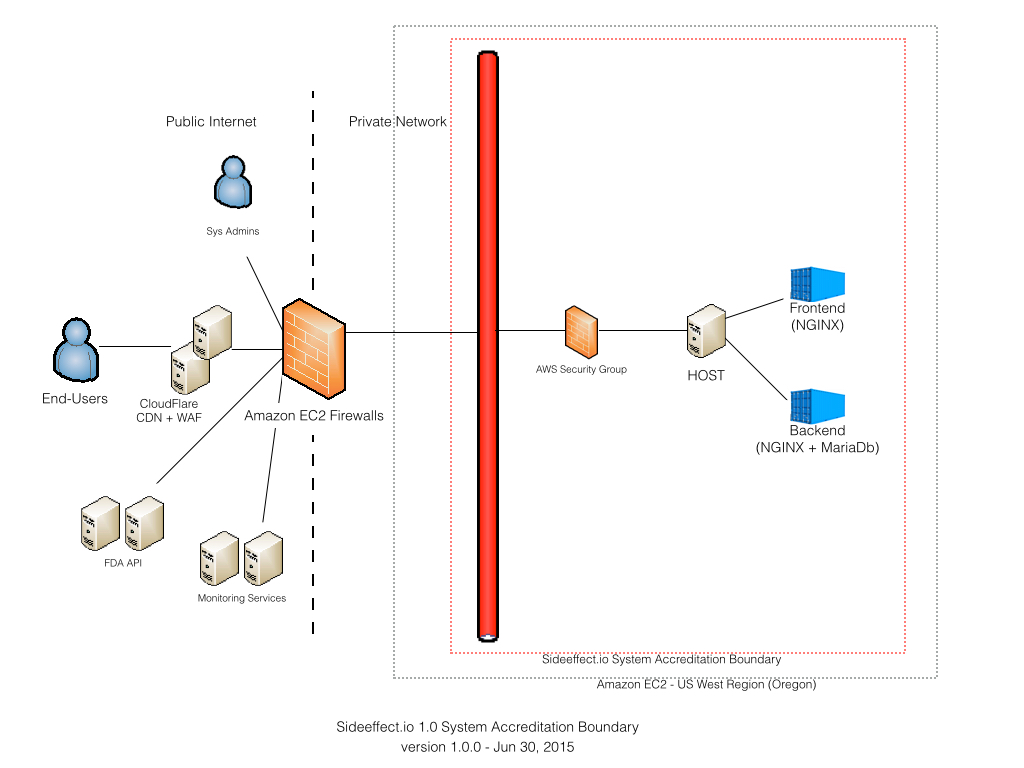 Public Internet
Private Network
Sys Admins
End-Users
CloudFlare
CDN + WAF
Amazon EC2 Firewalls
FDA API
Monitoring Services
AWS Security Group
HOST
Frontend
(NGINX)
Backend
(NGINX + MariaDb)
Sideeffect.io System Accreditation Boundary
Amazon EC2 - US West Region (Oregon)
Sideeffect.io 1.0 System Accreditation Boundary
version 1.0.0 - Jun 30, 2015